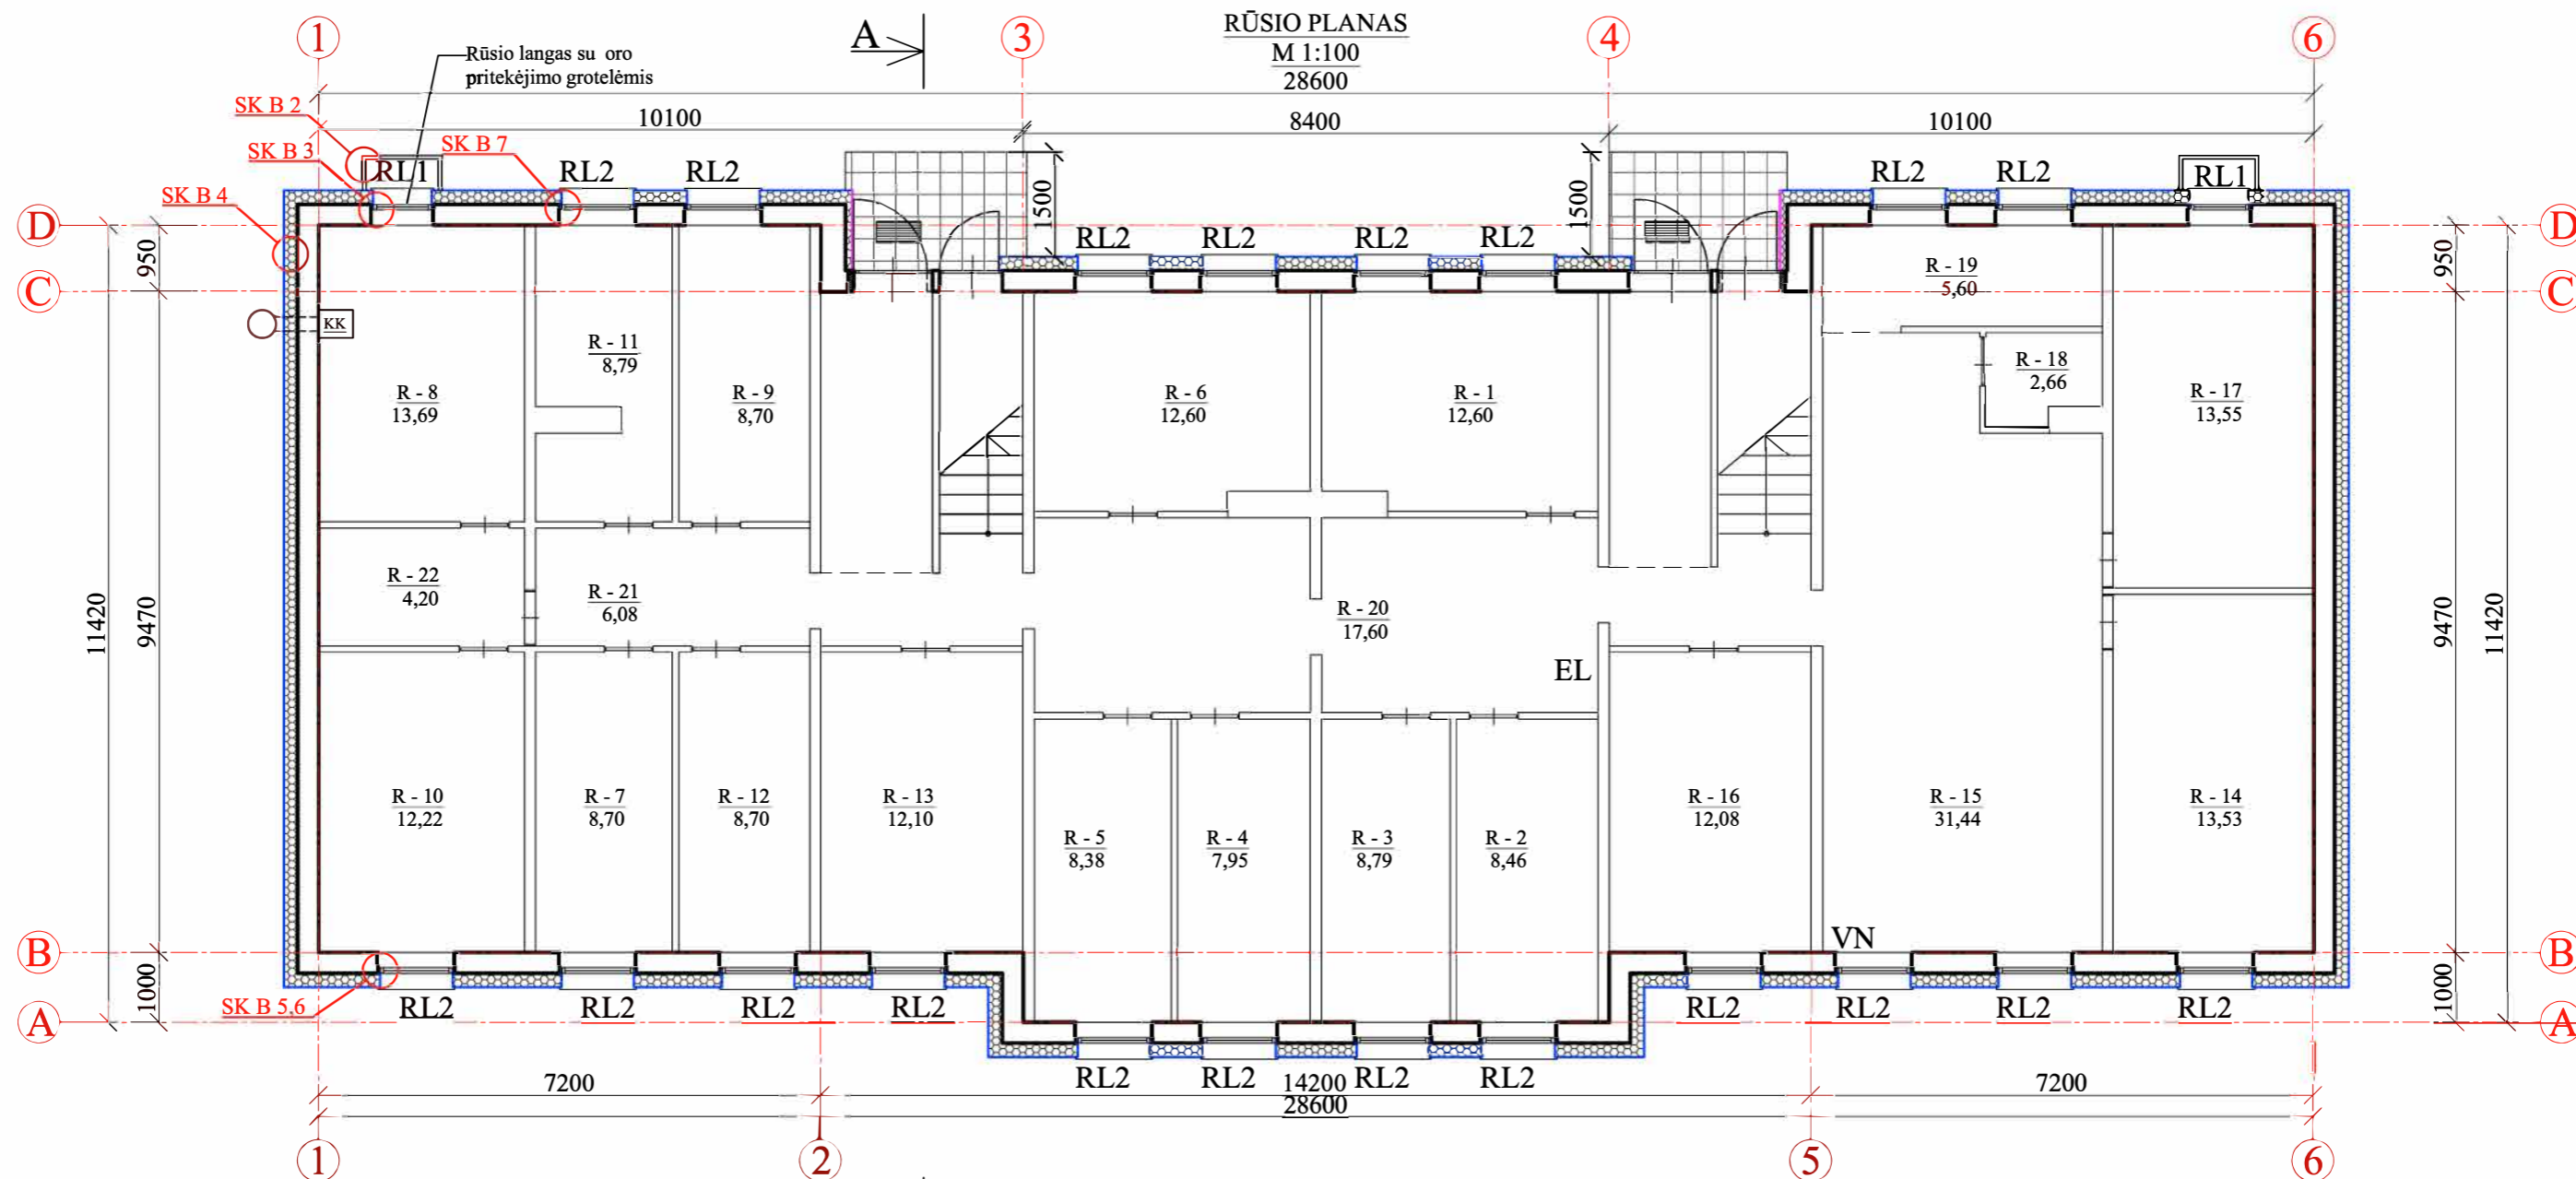 RŪSIO PLANAS
M 1:100
28600
1
A
3
4
6
Rūsio langas su oro
pritekėjimo grotelėmis
SK B 2
10100
8400
10100
SK B 3
SK B 7
SK B 4
RL1
RL2
RL2
1500
1500
RL2
RL2
RL1
D
RL2
RL2
RL2
RL2
D
950
950
C
C
KK
R - 19
5,60
R - 11
8,79
R - 18
2,66
R - 8
13,69
R - 9
8,70
R - 6
12,60
R - 1
12,60
R - 17
13,55
R - 22
4,20
R - 21
6,08
R - 20
17,60
11420
9470
9470
11420
EL
R - 10
12,22
R - 7
8,70
R - 12
8,70
R - 13
12,10
R - 16
12,08
R - 15
31,44
R - 14
13,53
R - 5
8,38
R - 4
7,95
R - 3
8,79
R - 2
8,46
VN
B
B
1000
1000
SK B 5,6
RL2
RL2
RL2
RL2
RL2
RL2
RL2
RL2
A
A
RL2
RL2
RL2
RL2
7200
14200
7200
28600
1
2
5
6